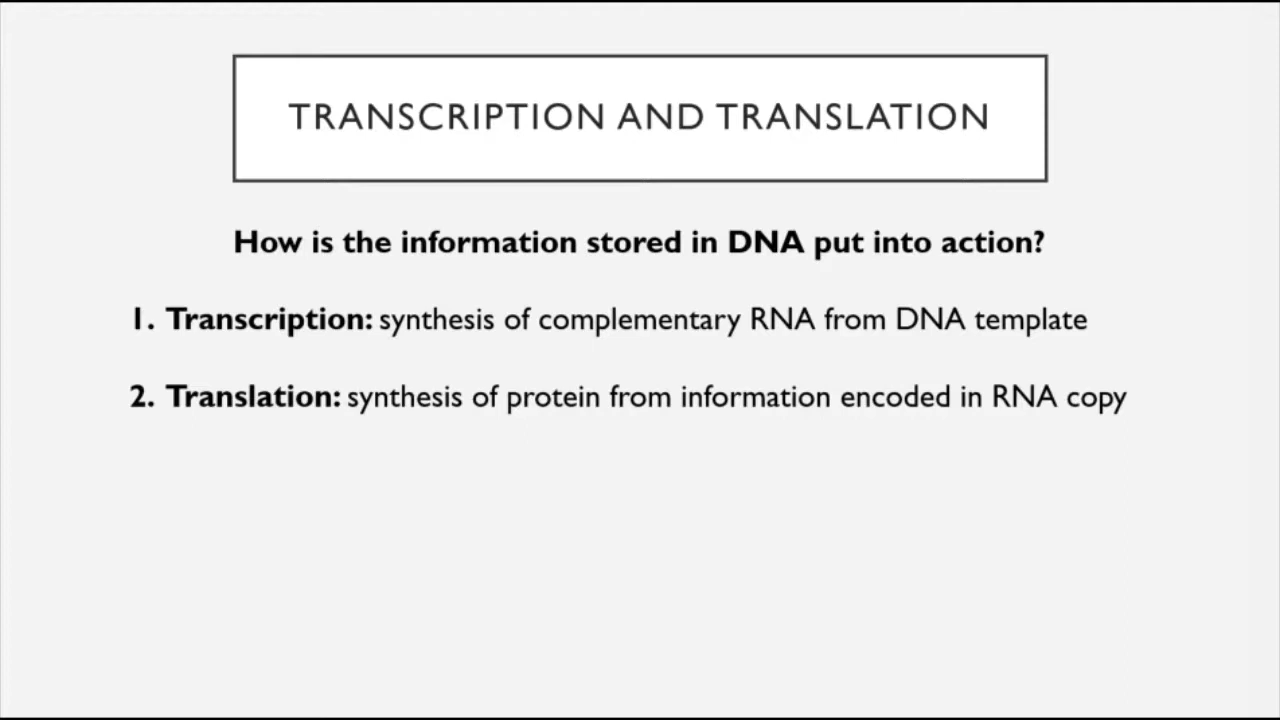 TRANSCRIPTION AND TRANSLATION
How is the information stored in DNA put into action?
1. Transcription: synthesis of complementary RNA from DNA template
2. Translation: synthesis of protein from information encoded in RNA copy